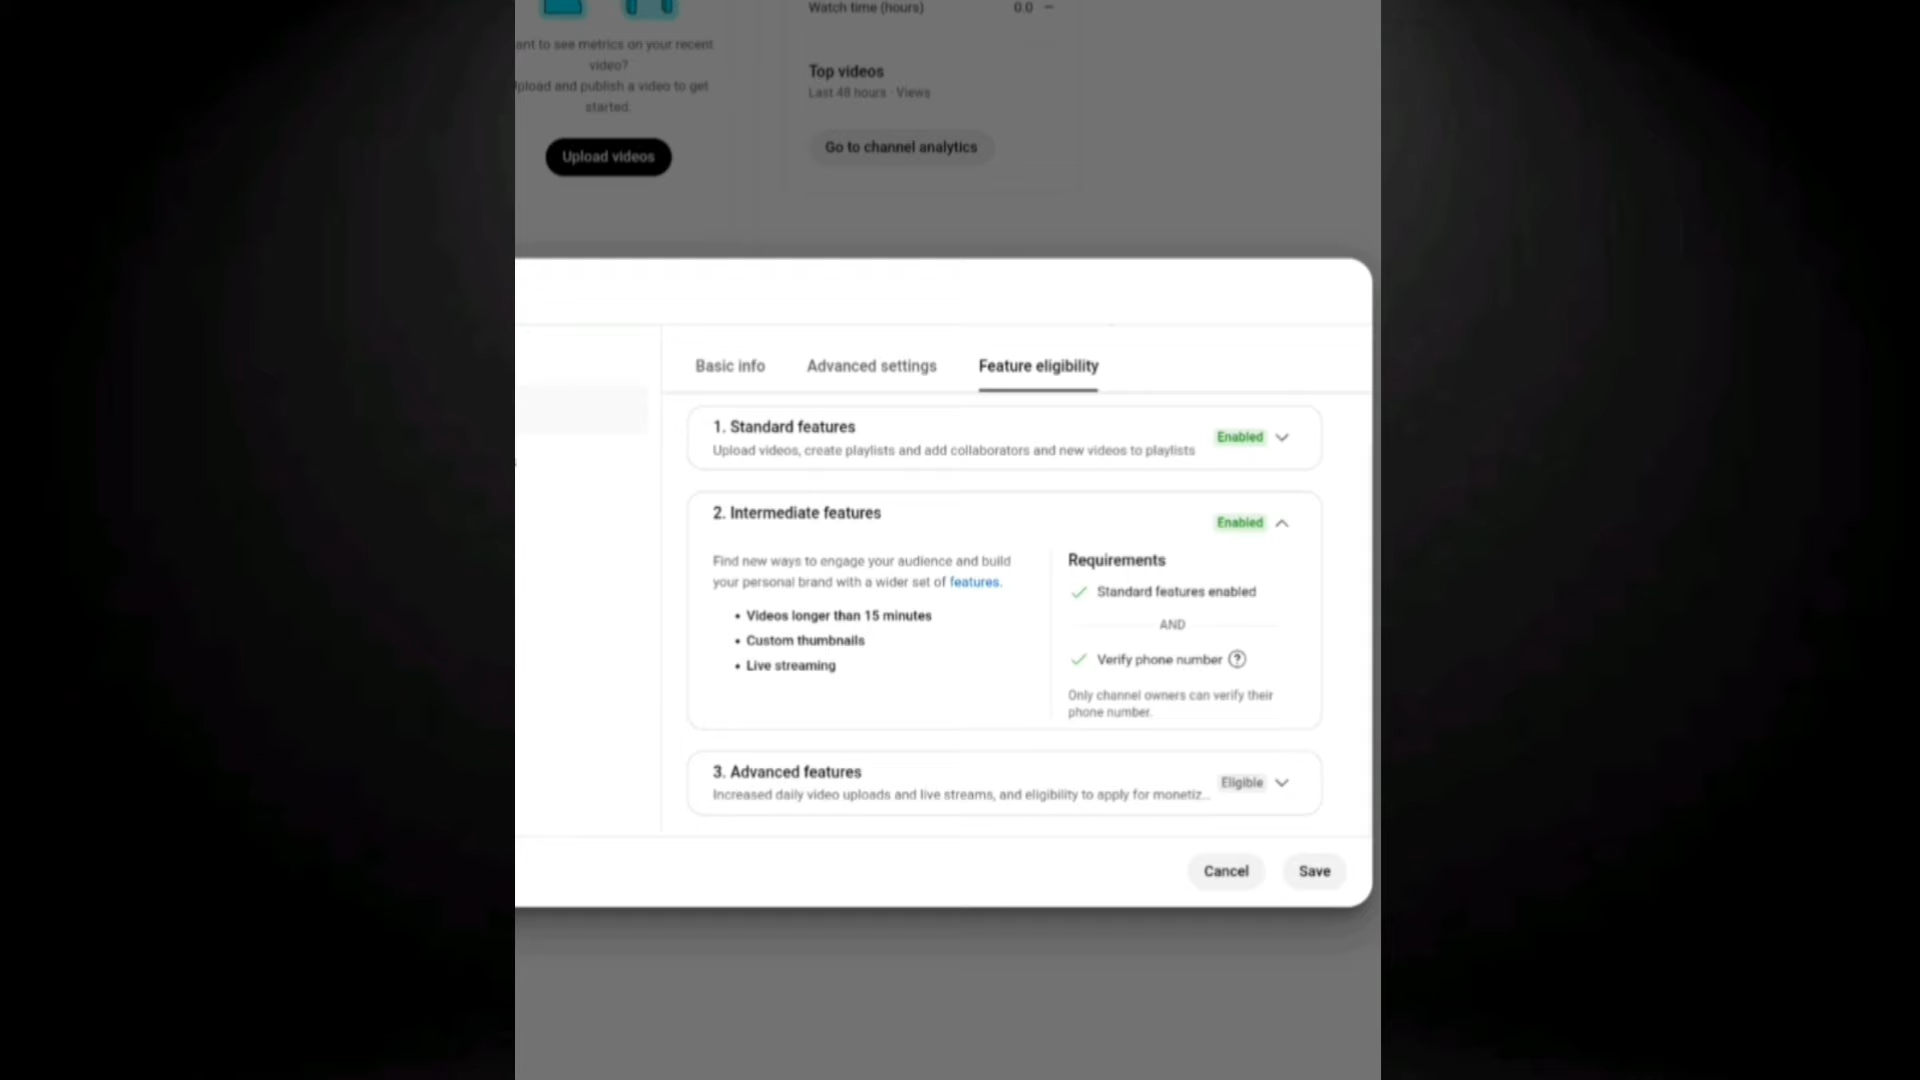 Watch time (hours) 0.0 –
ant to see metrics on your recent
video?
pload and publish a video to get
started.
Upload videos
Top videos
Last 48 hours · Views
Go to channel analytics
Basic info Advanced settings Feature eligibility
1. Standard features
Upload videos, create playlists and add collaborators and new videos to playlists
Enabled
2. Intermediate features
Enabled
Find new ways to engage your audience and build
your personal brand with a wider set of features.
• Videos longer than 15 minutes
• Custom thumbnails
• Live streaming
Requirements
Standard features enabled
AND
Verify phone number ?
Only channel owners can verify their
phone number.
3. Advanced features
Increased daily video uploads and live streams, and eligibility to apply for monetiz...
Eligible
Cancel Save